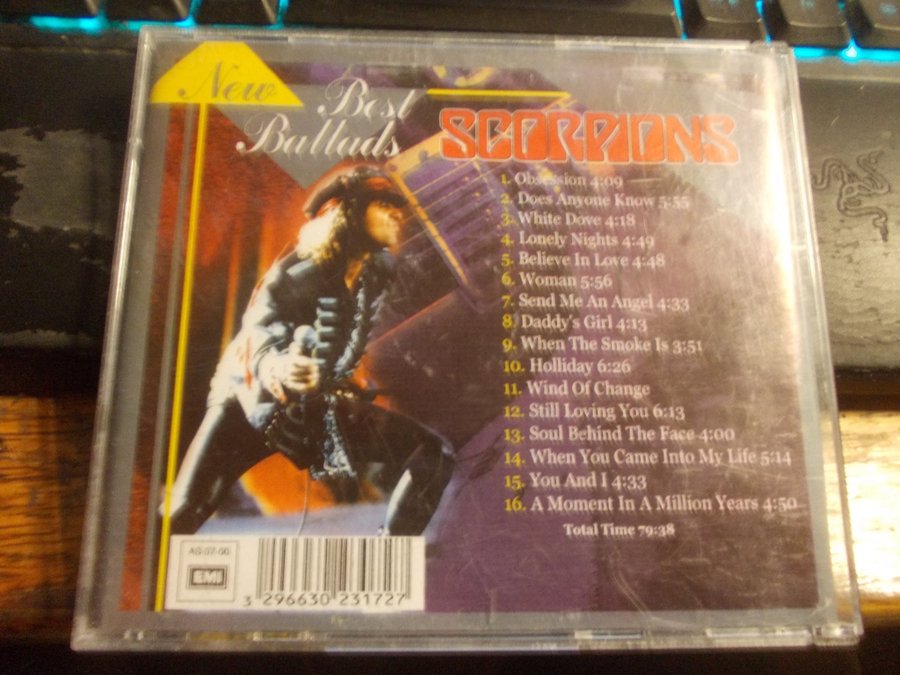 New
Best
Ballads
SCORPIONS
1. Obsession 4:09
2. Does Anyone Know 5:55
3. White Dove 4:18
4. Lonely Nights 4:49
5. Believe In Love 4:48
6. Woman 5:56
7. Send Me An Angel 4:33
8. Daddy's Girl 4:13
9. When The Smoke Is 3:51
10. Holliday 6:26
11. Wind Of Change
12. Still Loving You 6:13
13. Soul Behind The Face 4:00
14. When You Came Into My Life 5:14
15. You And I 4:33
16. A Moment In A Million Years 4:50
Total Time 79:38
AS-07-00
EMI
3 296630 231727